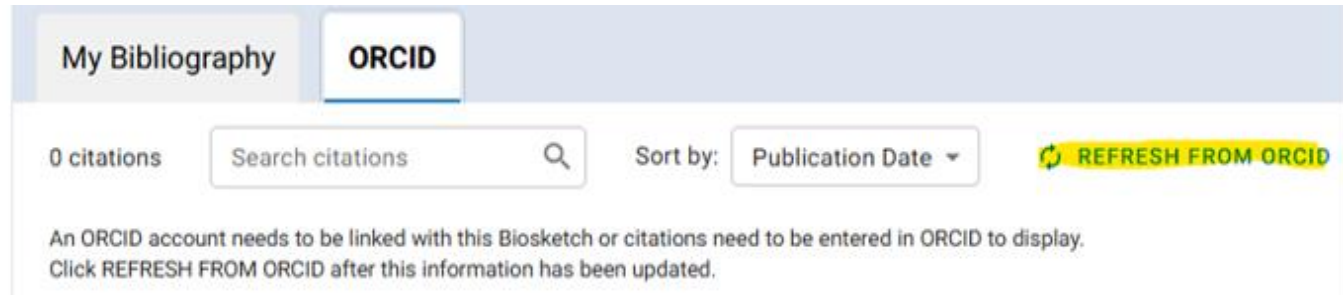 My Bibliography ORCID
0 citations Search citations Sort by: Publication Date REFRESH FROM ORCID
An ORCID account needs to be linked with this Biosketch or citations need to be entered in ORCID to display.
Click REFRESH FROM ORCID after this information has been updated.